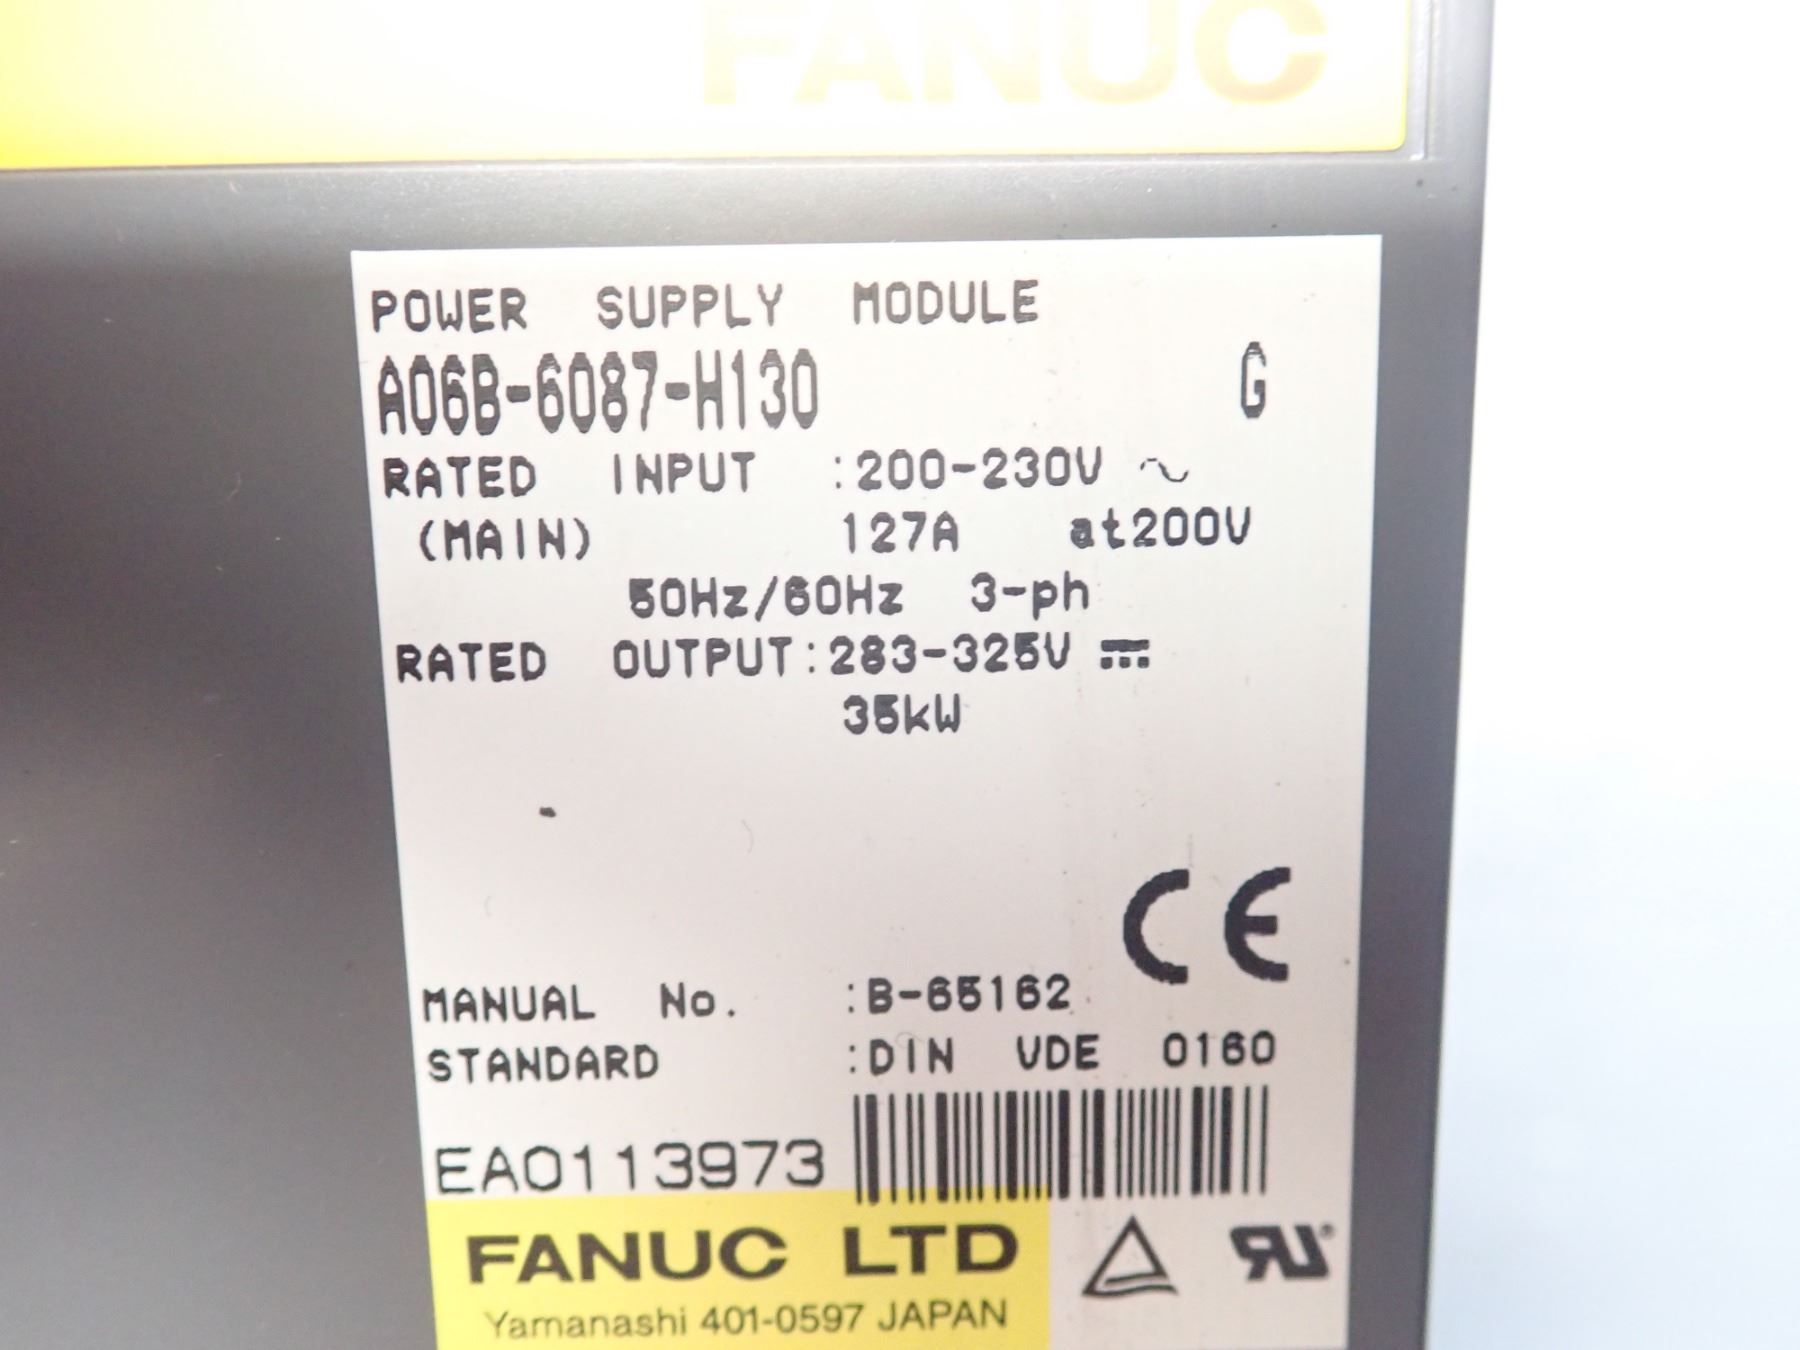 FANUC
POWER SUPPLY MODULE
A06B-6087-H130 G
RATED INPUT :200-230V ~
(MAIN) 127A at200V
50Hz/60Hz 3-ph
RATED OUTPUT:283-325V ⎓
35kW
CE
MANUAL No. :B-65162
STANDARD :DIN VDE 0160
EA0113973
FANUC LTD
Yamanashi 401-0597 JAPAN